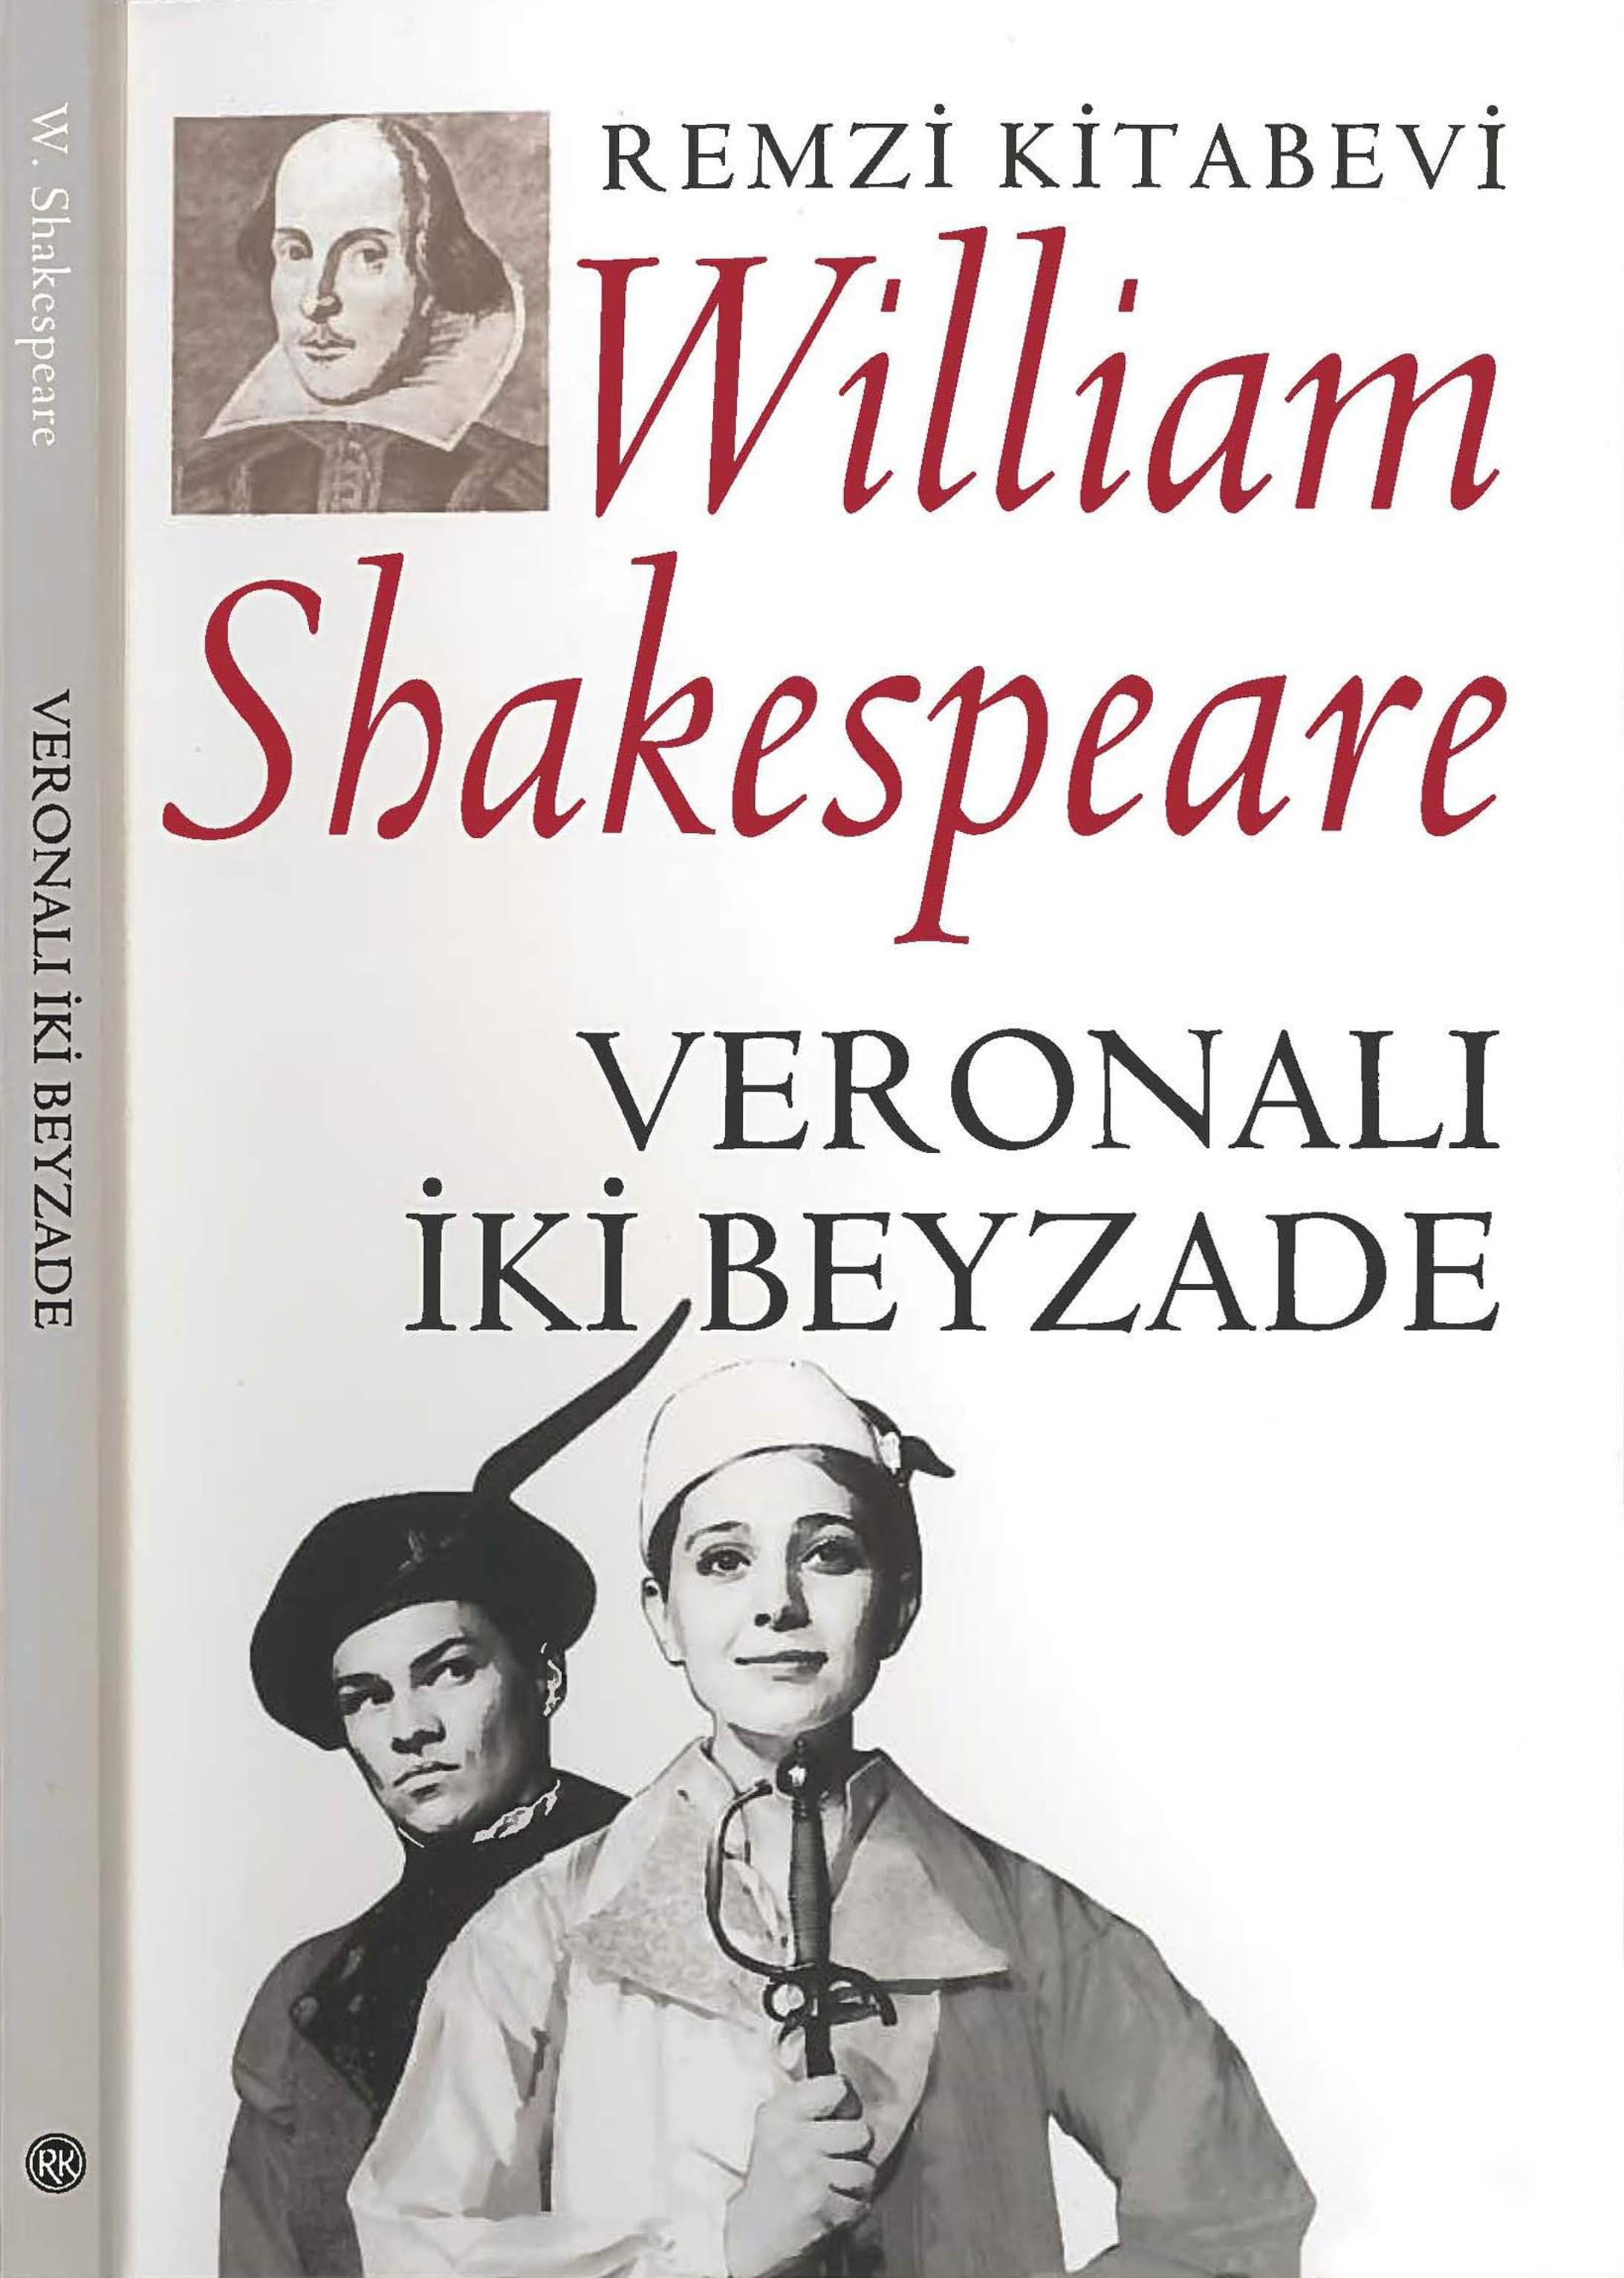 W. Shakespeare
VERONALI İKİ BEYZADE
RK
REMZİ KİTABEVİ
William
Shakespeare
VERONALI
İKİ BEYZADE